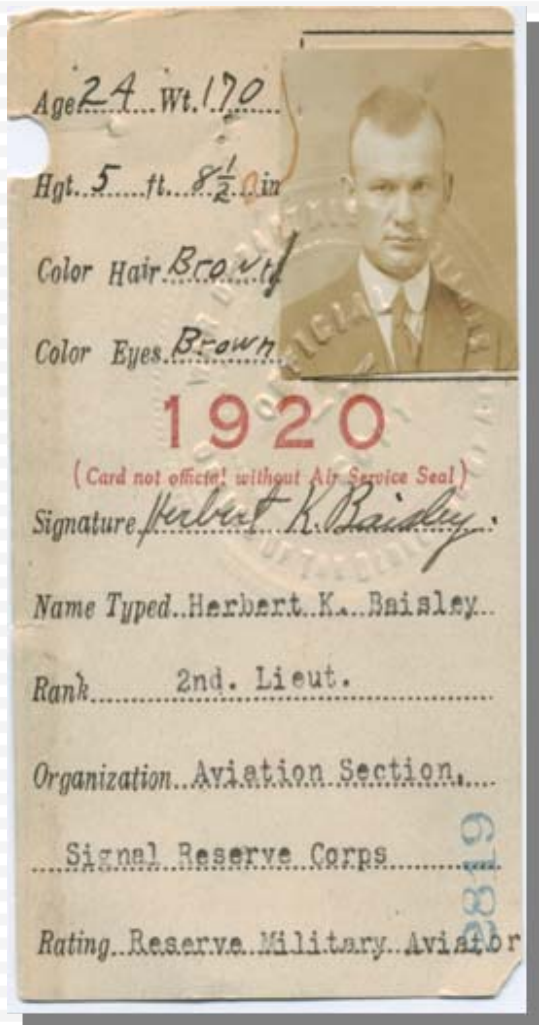 Age 24 Wt. 170
Hgt. 5 ft. 8½ in
Color Hair Brown
Color Eyes Brown
1920
(Card not official without Air Service Seal)
Signature Herbert K. Baisley.
Name Typed Herbert K. Baisley
Rank 2nd. Lieut.
Organization Aviation Section,
Signal Reserve Corps
Rating Reserve Military Aviator
OFFICIAL